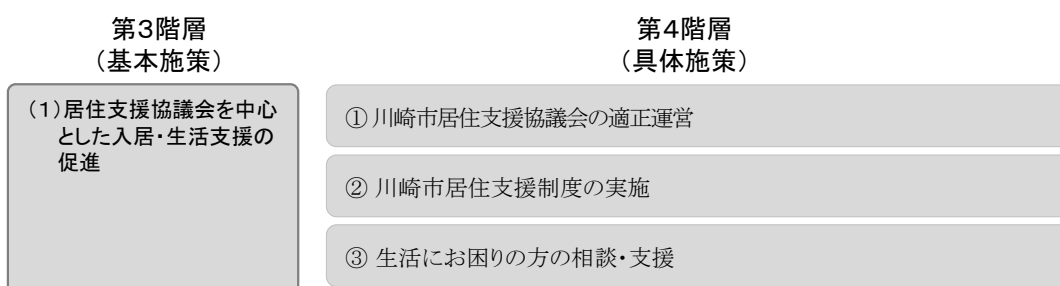 第３階層
（基本施策）
第４階層
（具体施策）
（１）居住支援協議会を中心
とした入居・生活支援の
促進
① 川崎市居住支援協議会の適正運営
② 川崎市居住支援制度の実施
③ 生活にお困りの方の相談・支援